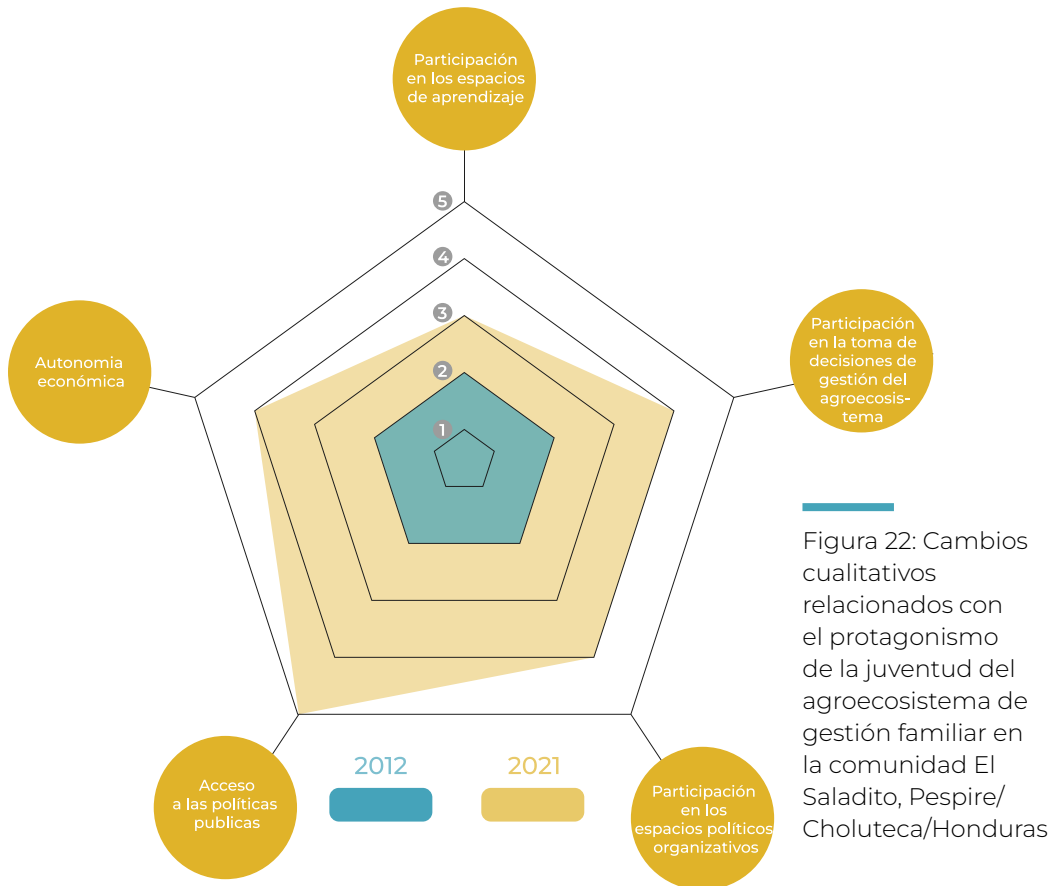 Participación
en los espacios
de aprendizaje
5
4
3
2
1
Autonomia
económica
Participación
en la toma de
decisiones de
gestión del
agroecosis-
tema
Acceso
a las políticas
publicas
2012
2021
Participación
en los
espacios políticos
organizativos
Figura 22: Cambios
cualitativos
relacionados con
el protagonismo
de la juventud del
agroecosistema de
gestión familiar en
la comunidad El
Saladito, Pespire/
Choluteca/Honduras